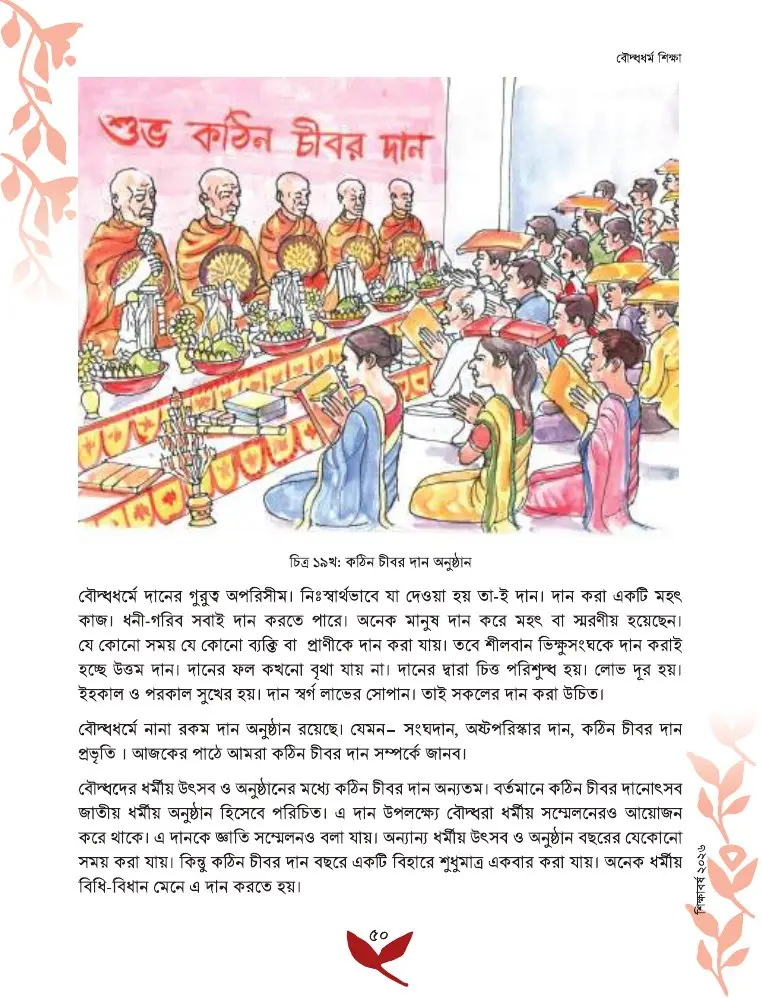 বৌদ্ধধর্ম শিক্ষা
শুভ কঠিন চীবর দান
চিত্র ১৯খ: কঠিন চীবর দান অনুষ্ঠান
বৌদ্ধধর্মে দানের গুরুত্ব অপরিসীম। নিঃস্বার্থভাবে যা দেওয়া হয় তা-ই দান। দান করা একটি মহৎ
কাজ। ধনী-গরিব সবাই দান করতে পারে। অনেক মানুষ দান করে মহৎ বা স্মরণীয় হয়েছেন।
যে কোনো সময় যে কোনো ব্যক্তি বা প্রাণীকে দান করা যায়। তবে শীলবান ভিক্ষুসংঘকে দান করাই
হচ্ছে উত্তম দান। দানের ফল কখনো বৃথা যায় না। দানের দ্বারা চিত্ত পরিশুদ্ধ হয়। লোভ দূর হয়।
ইহকাল ও পরকাল সুখের হয়। দান স্বর্গ লাভের সোপান। তাই সকলের দান করা উচিত।
বৌদ্ধধর্মে নানা রকম দান অনুষ্ঠান রয়েছে। যেমন– সংঘদান, অষ্টপরিস্কার দান, কঠিন চীবর দান
প্রভৃতি । আজকের পাঠে আমরা কঠিন চীবর দান সম্পর্কে জানব।
বৌদ্ধদের ধর্মীয় উৎসব ও অনুষ্ঠানের মধ্যে কঠিন চীবর দান অন্যতম। বর্তমানে কঠিন চীবর দানোৎসব
জাতীয় ধর্মীয় অনুষ্ঠান হিসেবে পরিচিত। এ দান উপলক্ষ্যে বৌদ্ধরা ধর্মীয় সম্মেলনেরও আয়োজন
করে থাকে। এ দানকে জ্ঞাতি সম্মেলনও বলা যায়। অন্যান্য ধর্মীয় উৎসব ও অনুষ্ঠান বছরের যেকোনো
সময় করা যায়। কিন্তু কঠিন চীবর দান বছরে একটি বিহারে শুধুমাত্র একবার করা যায়। অনেক ধর্মীয়
বিধি-বিধান মেনে এ দান করতে হয়।
শিক্ষাবর্ষ ২০২৬
৫০